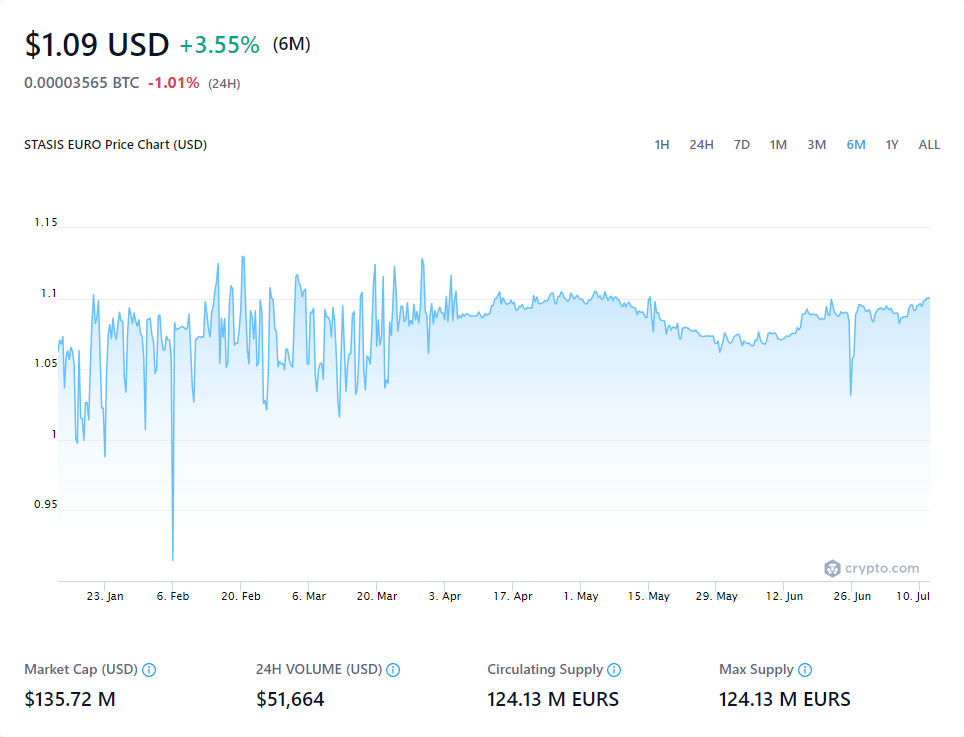 $1.09 USD +3.55% (6M)
0.00003565 BTC -1.01% (24H)
STASIS EURO Price Chart (USD) 1H 24H 7D 1M 3M 6M 1Y ALL
1.15
1.1
1.05
1
0.95
crypto.com
23. Jan 6. Feb 20. Feb 6. Mar 20. Mar 3. Apr 17. Apr 1. May 15. May 29. May 12. Jun 26. Jun 10. Jul
Market Cap (USD) 24H VOLUME (USD) Circulating Supply Max Supply
$135.72 M $51,664 124.13 M EURS 124.13 M EURS